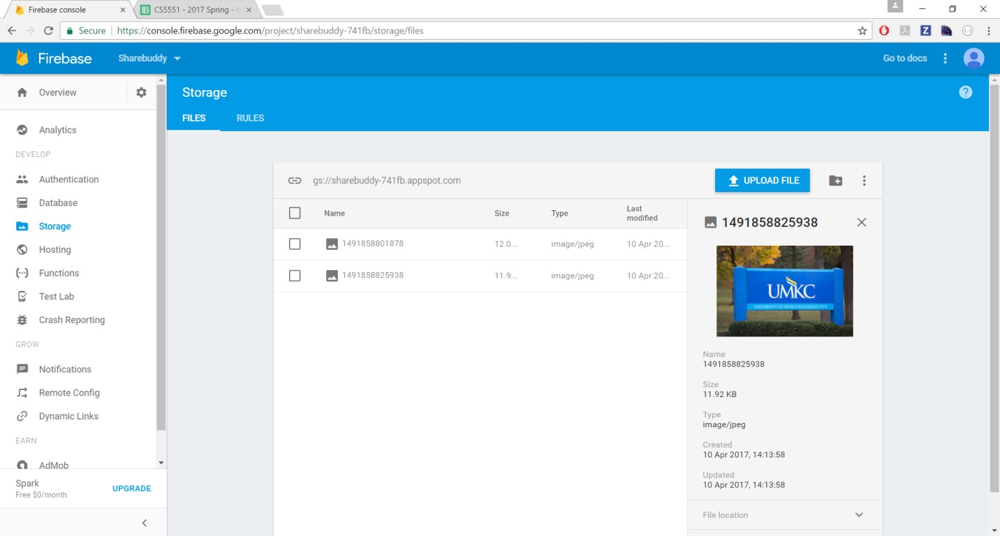 Firebase console
CS5551 - 2017 Spring -
Secure
https://console.firebase.google.com/project/sharebuddy-741fb/storage/files
Firebase
Sharebuddy
Go to docs
Overview
Analytics
DEVELOP
Authentication
Database
Storage
Hosting
Functions
Test Lab
Crash Reporting
GROW
Notifications
Remote Config
Dynamic Links
EARN
AdMob
Spark
Free $0/month
UPGRADE
Storage
FILES
RULES
gs://sharebuddy-741fb.appspot.com
UPLOAD FILE
Name
Size
Type
Last
modified
1491858801878
12.0...
image/jpeg
10 Apr 20...
1491858825938
11.9...
image/jpeg
10 Apr 20...
1491858825938
UMKC
UNIVERSITY OF MISSOURI-KANSAS CITY
Name
1491858825938
Size
11.92 KB
Type
image/jpeg
Created
10 Apr 2017, 14:13:58
Updated
10 Apr 2017, 14:13:58
File location